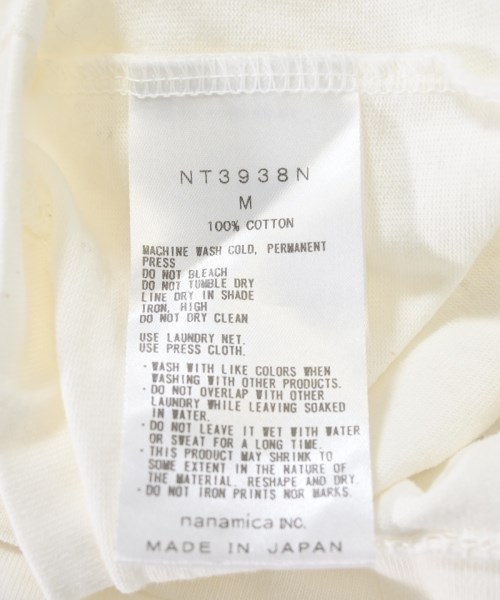 NT3938N
M
100% COTTON
MACHINE WASH COLD, PERMANENT
PRESS
DO NOT BLEACH
DO NOT TUMBLE DRY
LINE DRY IN SHADE
IRON, HIGH
DO NOT DRY CLEAN
USE LAUNDRY NET.
USE PRESS CLOTH.
・WASH WITH LIKE COLORS WHEN
WASHING WITH OTHER PRODUCTS.
・DO NOT OVERLAP WITH OTHER
LAUNDRY WHILE LEAVING SOAKED
IN WATER.
・DO NOT LEAVE IT WET WITH WATER
OR SWEAT FOR A LONG TIME.
・THIS PRODUCT MAY SHRINK TO
SOME EXTENT IN THE NATURE OF
THE MATERIAL. RESHAPE AND DRY.
・DO NOT IRON PRINTS NOR MARKS.
nanamica INC.
MADE IN JAPAN